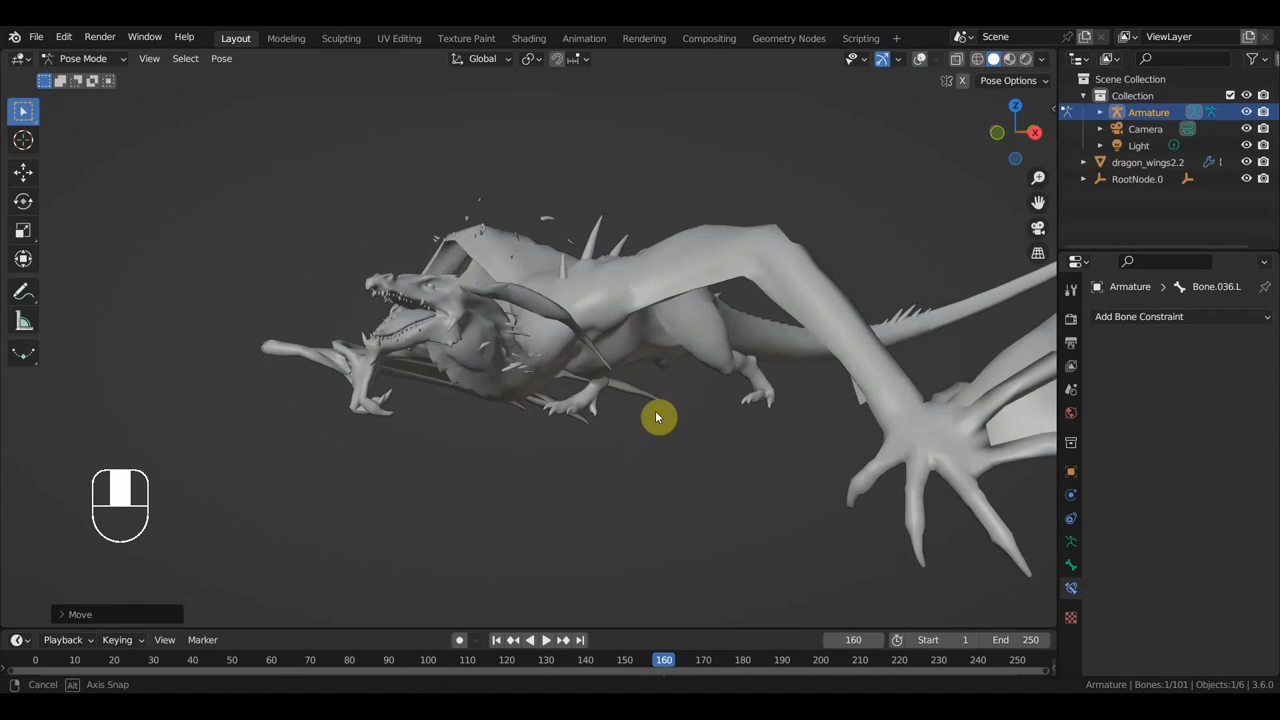 File Edit Render Window Help Layout Modeling Sculpting UV Editing Texture Paint Shading Animation Rendering Compositing Geometry Nodes Scripting + Scene ViewLayer
Pose Mode View Select Pose Global
X Pose Options
Scene Collection
Collection
Armature
Camera
Light
dragon_wings2.2
RootNode.0
Z
X
Armature Bone.036.L
Add Bone Constraint
Move
Playback Keying View Marker 160 Start 1 End 250
0 10 20 30 40 50 60 70 80 90 100 110 120 130 140 150 160 170 180 190 200 210 220 230 240 250
Cancel Alt Axis Snap Armature | Bones:1/101 | Objects:1/6 | 3.6.0